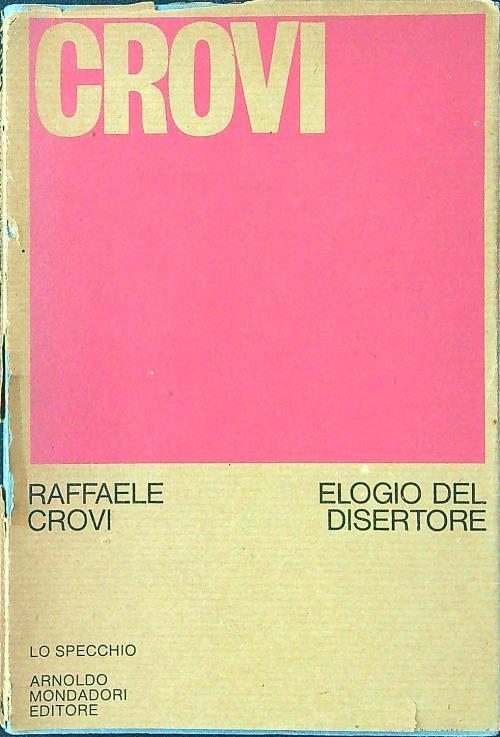 CROVI
RAFFAELE
CROVI
ELOGIO DEL
DISERTORE
LO SPECCHIO
ARNOLDO
MONDADORI
EDITORE